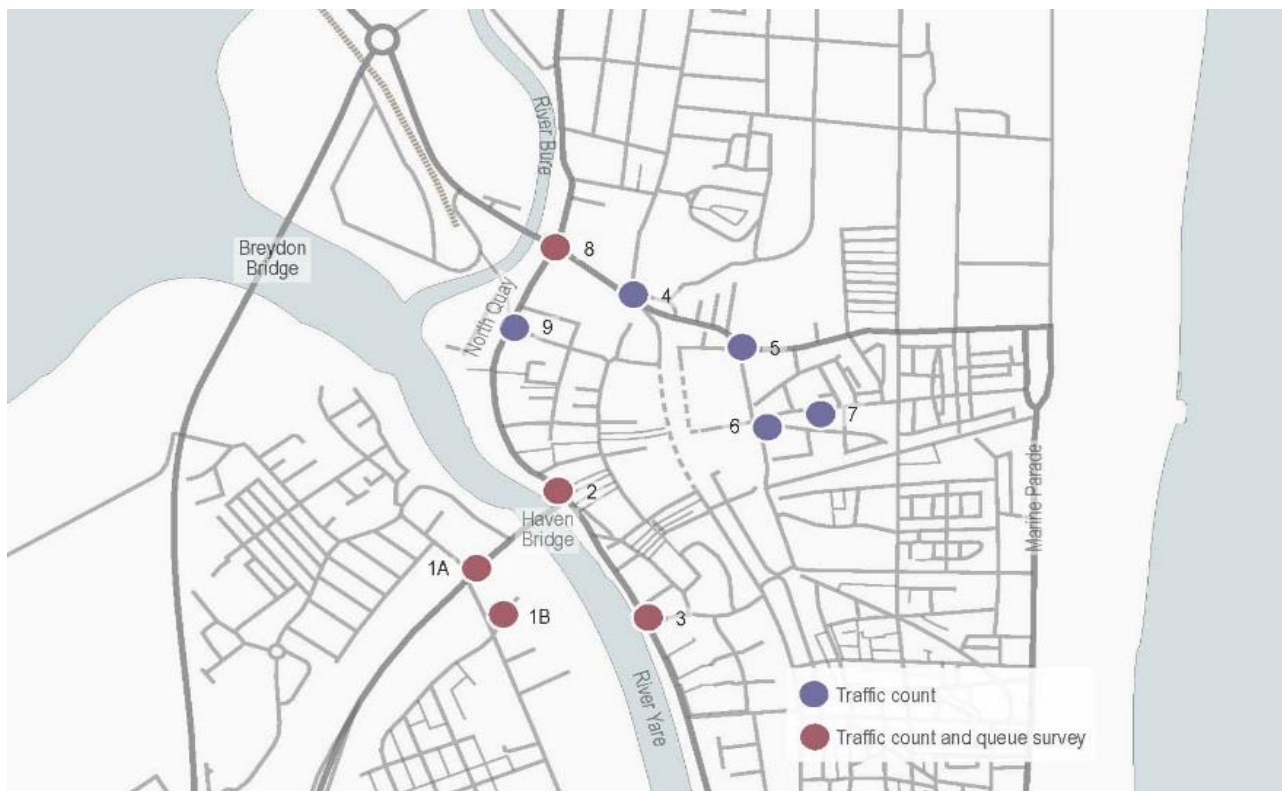 River Bure
8
Breydon
Bridge
4
North Quay
9
5
6
7
2
Haven
Bridge
Marine Parade
1A
1B
3
River Yare
Traffic count
Traffic count and queue survey